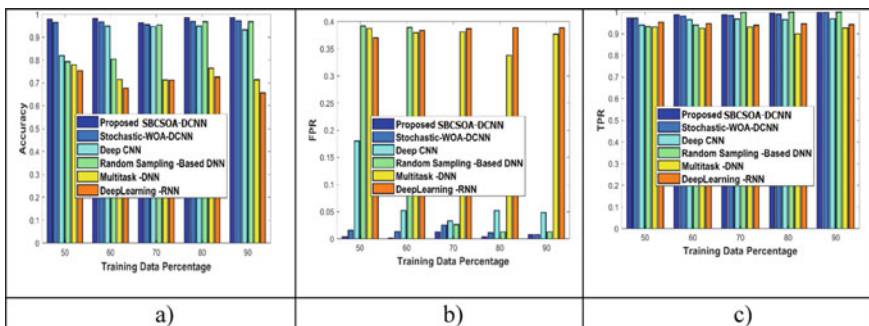 1
0.9
0.8
0.7
0.6
0.5
0.4
0.3
0.2
0.1
0
Accuracy
Proposed SBCSOA-DCNN
Stochastic-WOA-DCNN
Deep CNN
Random Sampling -Based DNN
Multitask -DNN
DeepLearning -RNN
50 60 70 80 90
Training Data Percentage
0.4
0.35
0.3
0.25
0.2
0.15
0.1
0.05
0
FPR
Proposed SBCSOA-DCNN
Stochastic-WOA-DCNN
Deep CNN
Random Sampling -Based DNN
Multitask -DNN
DeepLearning -RNN
50 60 70 80 90
Training Data Percentage
1
0.9
0.8
0.7
0.6
0.5
0.4
0.3
0.2
0.1
0
TPR
Proposed SBCSOA-DCNN
Stochastic-WOA-DCNN
Deep CNN
Random Sampling -Based DNN
Multitask -DNN
DeepLearning -RNN
50 60 70 80 90
Training Data Percentage
a) b) c)